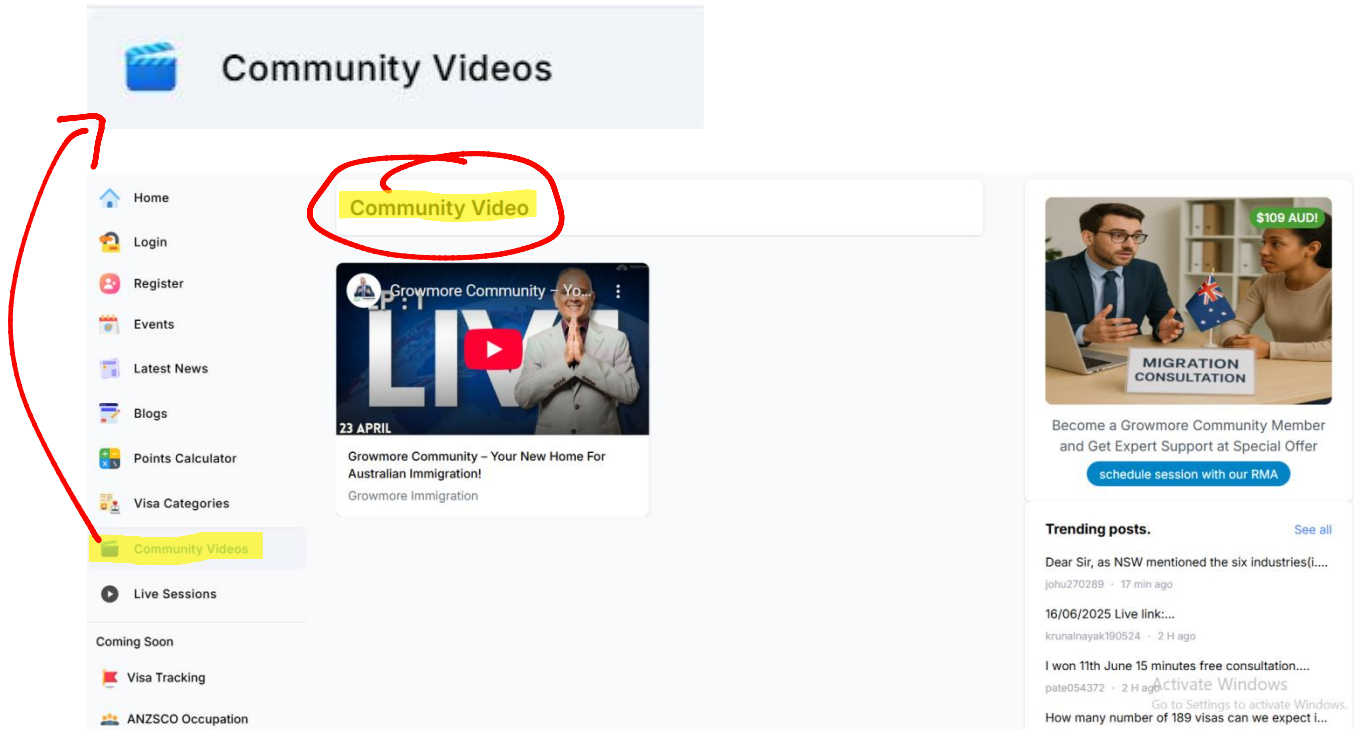 Community Videos
Home
Login
Register
Events
Latest News
Blogs
Points Calculator
Visa Categories
Community Videos
Live Sessions
Coming Soon
Visa Tracking
ANZSCO Occupation
Community Video
Growmore Community – Yo...
EP : 1
LIVE
23 APRIL
Growmore Community – Your New Home For
Australian Immigration!
Growmore Immigration
$109 AUD!
MIGRATION
CONSULTATION
Become a Growmore Community Member
and Get Expert Support at Special Offer
schedule session with our RMA
Trending posts.
See all
Dear Sir, as NSW mentioned the six industries(i....
johu270289 · 17 min ago
16/06/2025 Live link:...
krunalnayak190524 · 2 H ago
I won 11th June 15 minutes free consultation....
pate054372 · 2 H ago
Activate Windows
Go to Settings to activate Windows.
How many number of 189 visas can we expect i...